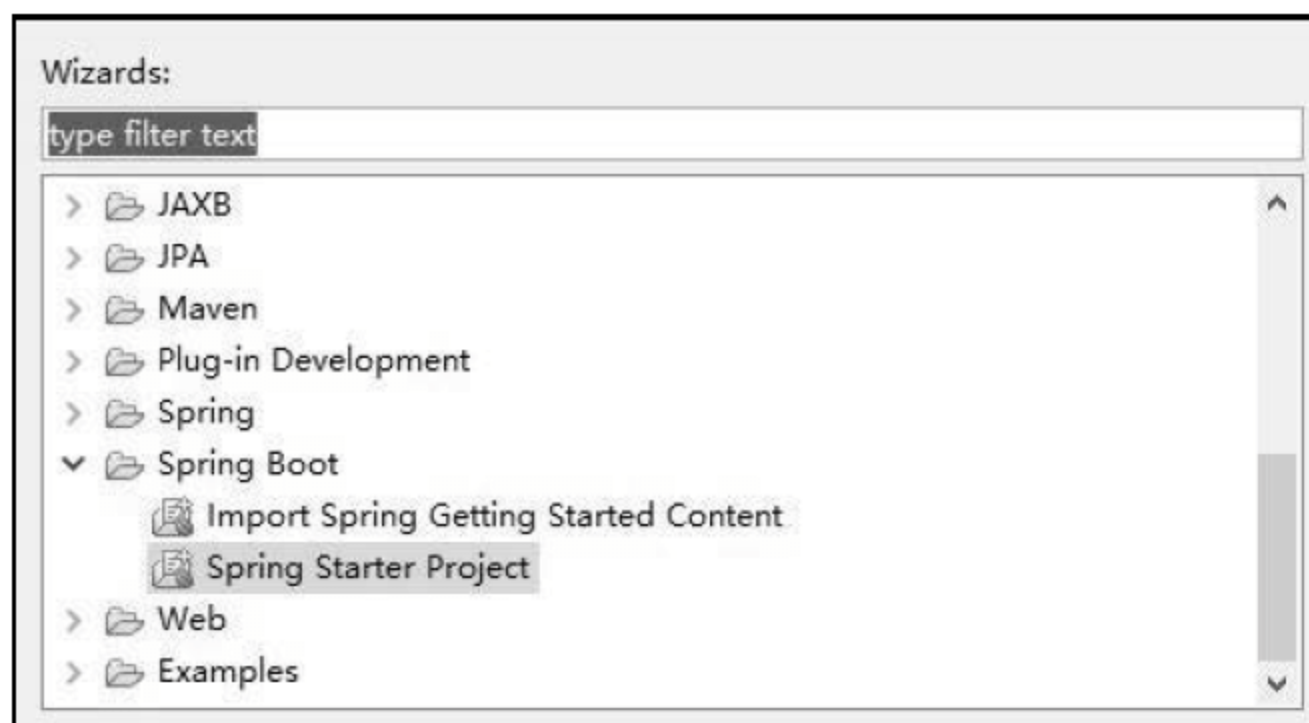 Wizards:
type filter text
JAXB
JPA
Maven
Plug-in Development
Spring
Spring Boot
Import Spring Getting Started Content
Spring Starter Project
Web
Examples